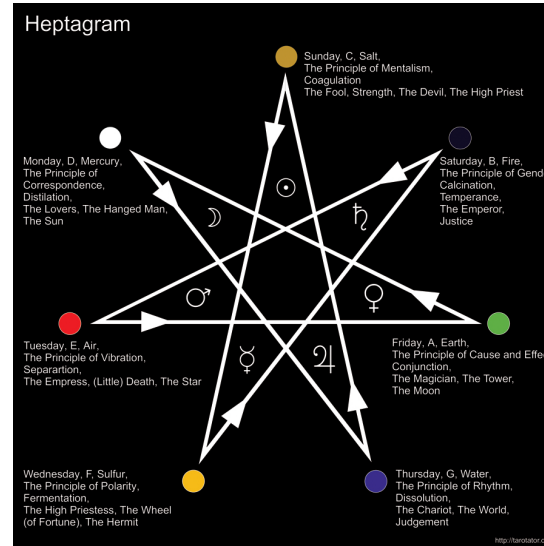 Heptagram
Sunday, C, Salt,
The Principle of Mentalism,
Coagulation
The Fool, Strength, The Devil, The High Priest
Monday, D, Mercury,
The Principle of
Correspondence,
Distilation,
The Lovers, The Hanged Man,
The Sun
Saturday, B, Fire,
The Principle of Gende
Calcination,
Temperance,
The Emperor,
Justice
Tuesday, E, Air,
The Principle of Vibration,
Separartion,
The Empress, (Little) Death, The Star
Friday, A, Earth,
The Principle of Cause and Effe
Conjunction,
The Magician, The Tower,
The Moon
Wednesday, F, Sulfur,
The Principle of Polarity,
Fermentation,
The High Priestess, The Wheel
(of Fortune), The Hermit
Thursday, G, Water,
The Principle of Rhythm,
Dissolution,
The Chariot, The World,
Judgement
http://tarotator.c